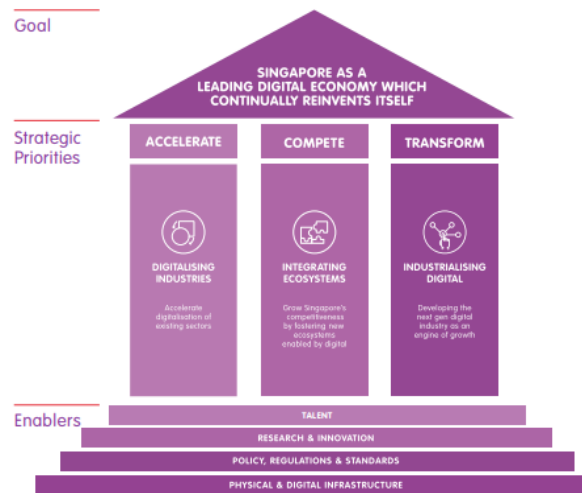 Goal
SINGAPORE AS A
LEADING DIGITAL ECONOMY WHICH
CONTINUALLY REINVENTS ITSELF
Strategic
Priorities
ACCELERATE
COMPETE
TRANSFORM
DIGITALISING
INDUSTRIES
Accelerate
digitalisation of
existing sectors
INTEGRATING
ECOSYSTEMS
Grow Singapore's
competitiveness
by fostering new
ecosystems
enabled by digital
INDUSTRIALISING
DIGITAL
Developing the
next gen digital
industry as an
engine of growth
Enablers
TALENT
RESEARCH & INNOVATION
POLICY, REGULATIONS & STANDARDS
PHYSICAL & DIGITAL INFRASTRUCTURE